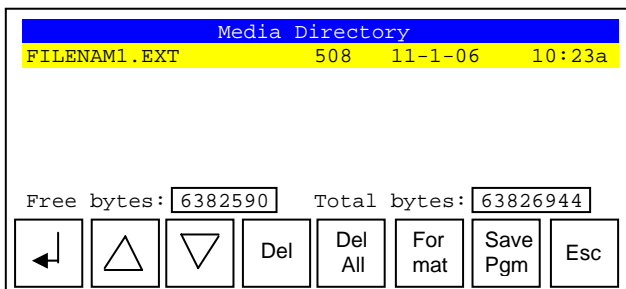 Media Directory
FILENAM1.EXT 508 11-1-06 10:23a
Free bytes: 6382590 Total bytes: 63826944
Del
Del All
For mat
Save Pgm
Esc